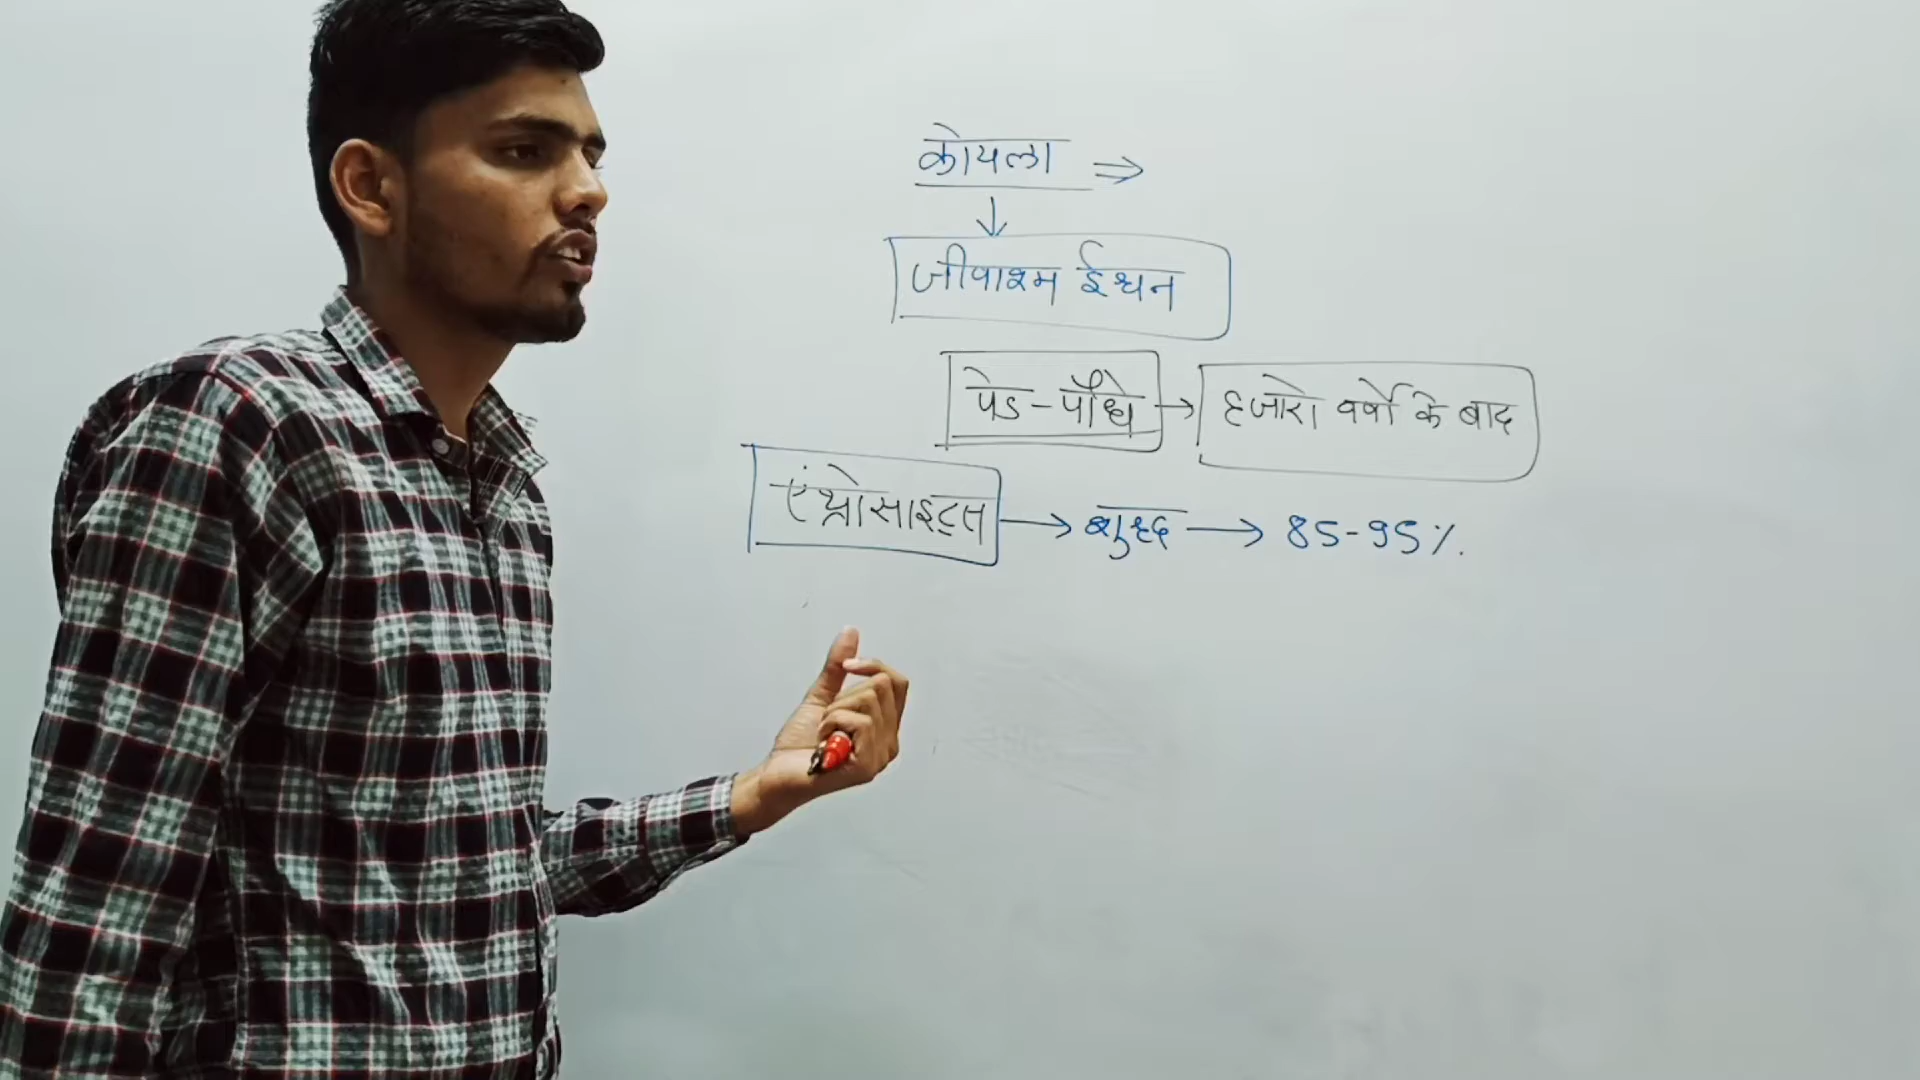 कोयला ⇒
↓
जीवाश्म ईंधन
पेड - पौधे → हजारो वर्षो के बाद
एंथ्रोसाइट्स → शुध्द → 85-95%.